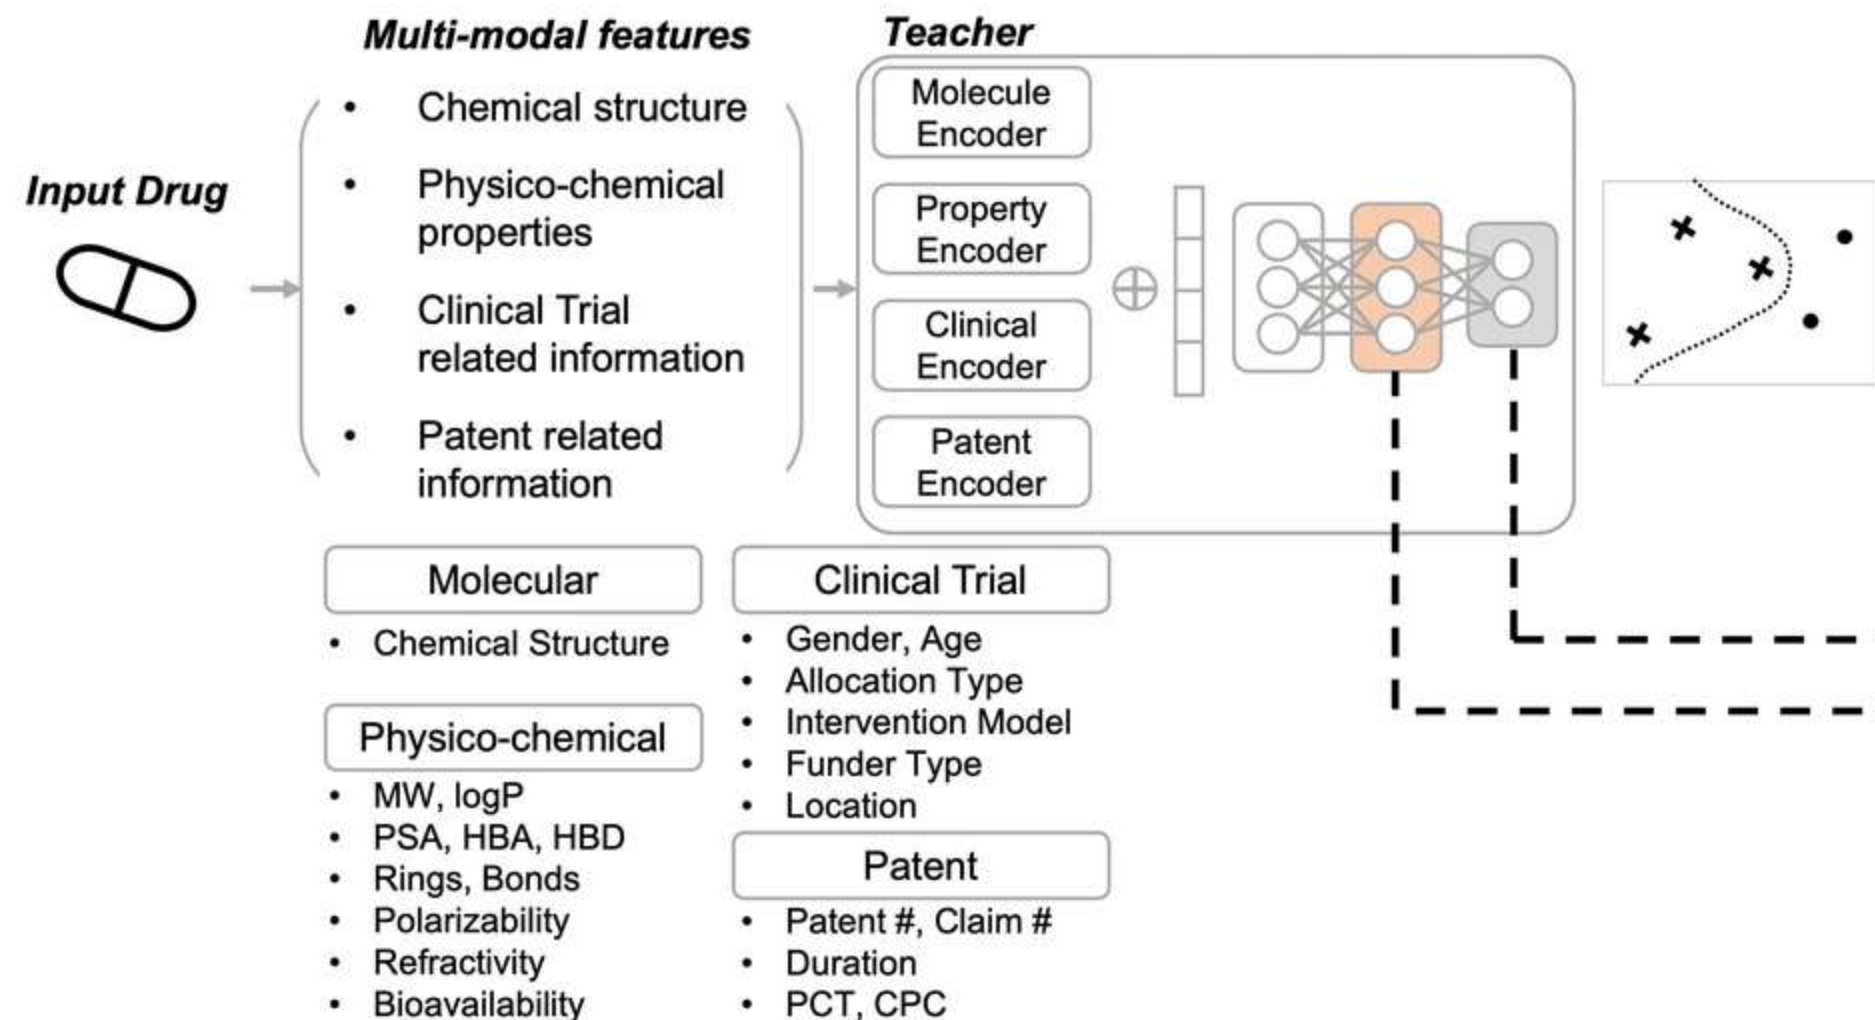 Multi-modal features
Teacher
Input Drug
• Chemical structure
• Physico-chemical
properties
• Clinical Trial
related information
• Patent related
information
Molecule
Encoder
Property
Encoder
Clinical
Encoder
Patent
Encoder
Molecular
• Chemical Structure
Physico-chemical
• MW, logP
• PSA, HBA, HBD
• Rings, Bonds
• Polarizability
• Refractivity
• Bioavailability
Clinical Trial
• Gender, Age
• Allocation Type
• Intervention Model
• Funder Type
• Location
Patent
• Patent #, Claim #
• Duration
• PCT, CPC